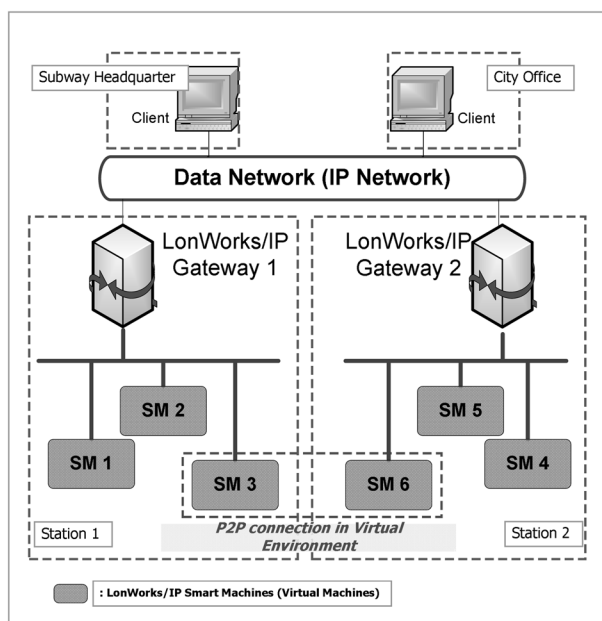 Subway Headquarter
City Office
Client
Client
Data Network (IP Network)
LonWorks/IP
Gateway 1
LonWorks/IP
Gateway 2
SM 2
SM 5
SM 1
SM 4
SM 3
SM 6
Station 1
P2P connection in Virtual
Environment
Station 2
: LonWorks/IP Smart Machines (Virtual Machines)